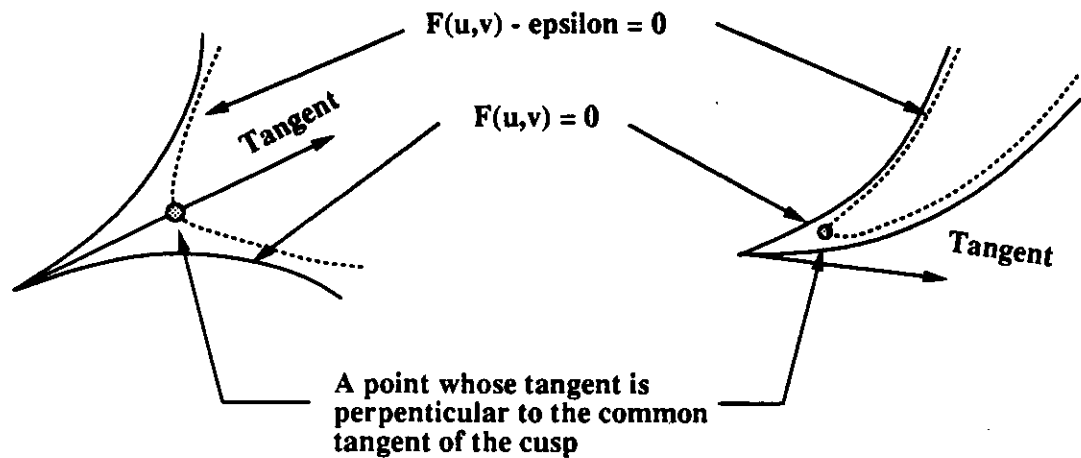 F(u,v) - epsilon = 0
Tangent
F(u,v) = 0
Tangent
A point whose tangent is
perpenticular to the common
tangent of the cusp